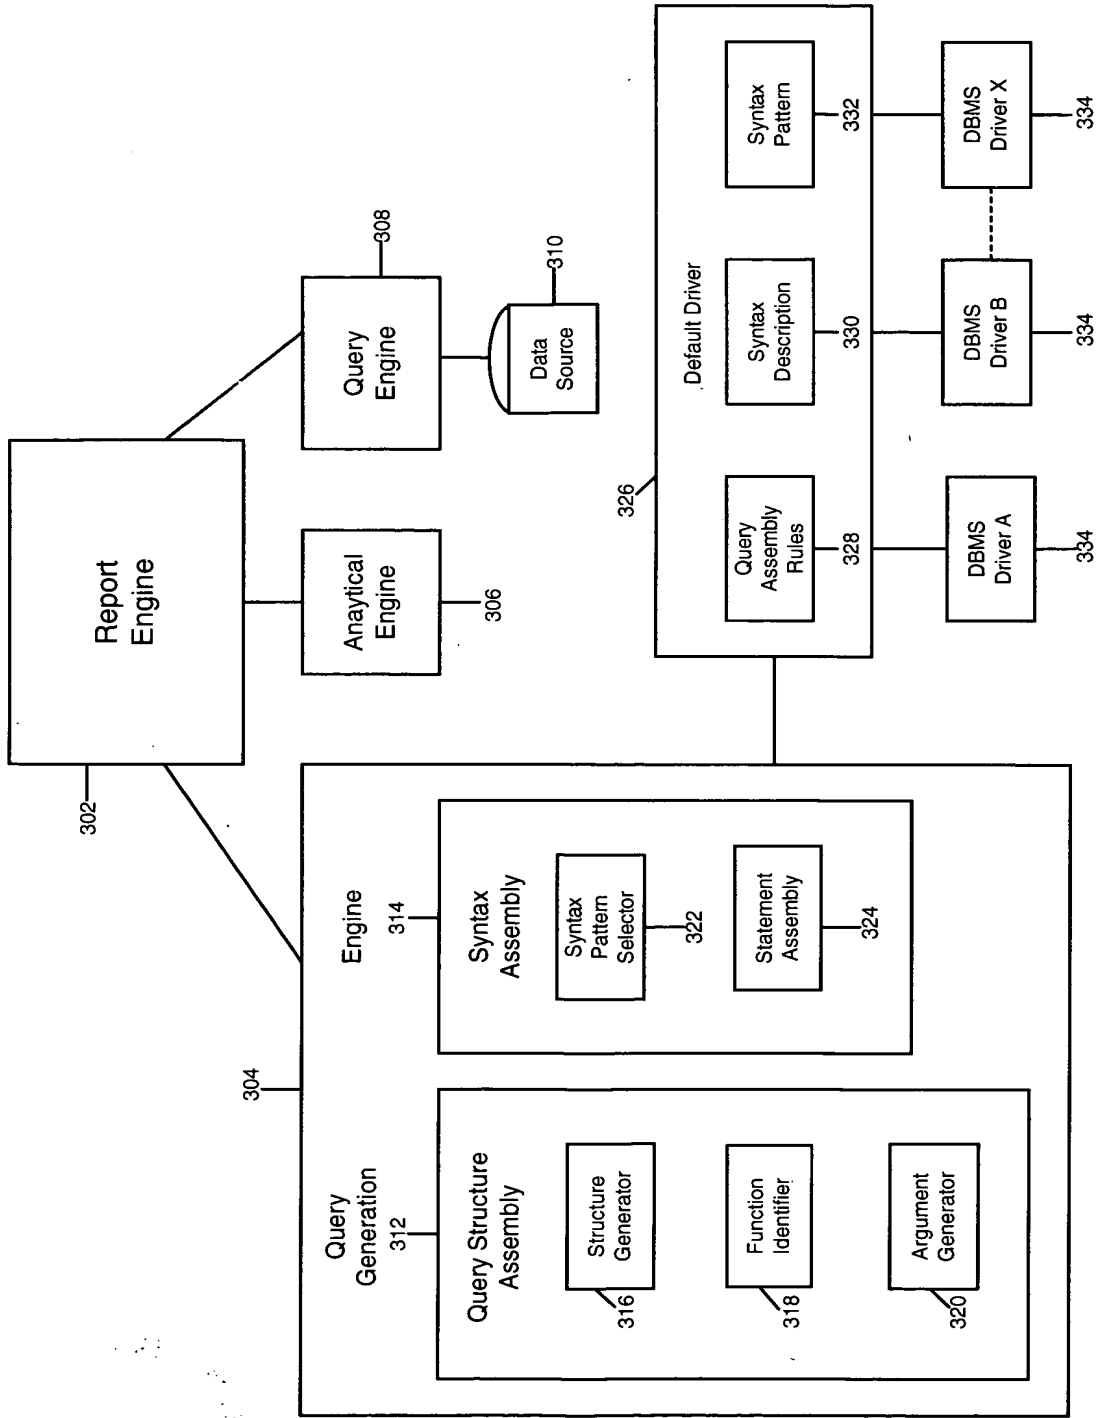 302
Report
Engine
304
Query
Generation
Engine
312
Query Structure
Assembly
Structure
Generator
316
Function
Identifier
318
Argument
Generator
320
314
Syntax
Assembly
Syntax
Pattern
Selector
322
Statement
Assembly
324
Anaytical
Engine
306
Query
Engine
308
Data
Source
310
326
Default Driver
Query
Assembly
Rules
328
Syntax
Description
330
Syntax
Pattern
332
DBMS
Driver A
334
DBMS
Driver B
334
DBMS
Driver X
334